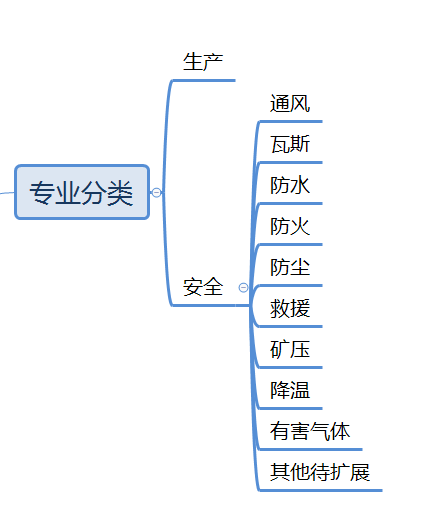 专业分类
生产
安全
通风
瓦斯
防水
防火
防尘
救援
矿压
降温
有害气体
其他待扩展